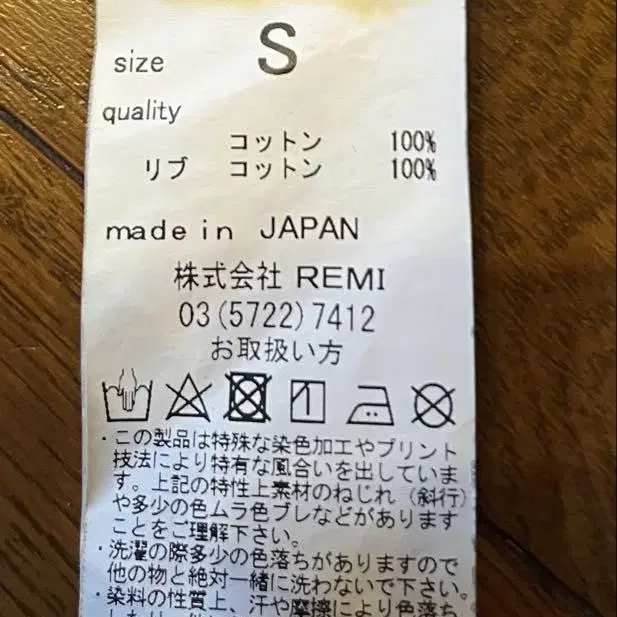 size S
quality
コットン 100%
リブ コットン 100%
made in JAPAN
株式会社 REMI
03(5722)7412
お取扱い方
・この製品は特殊な染色加工やプリント
技法により特有な風合いを出していま
す。上記の特性上素材のねじれ（斜行）
や多少の色ムラ色ブレなどがあります
ことをご理解下さい。
・洗濯の際多少の色落ちがありますので
他の物と絶対一緒に洗わないで下さい。
・染料の性質上、汗や摩擦により色落ち